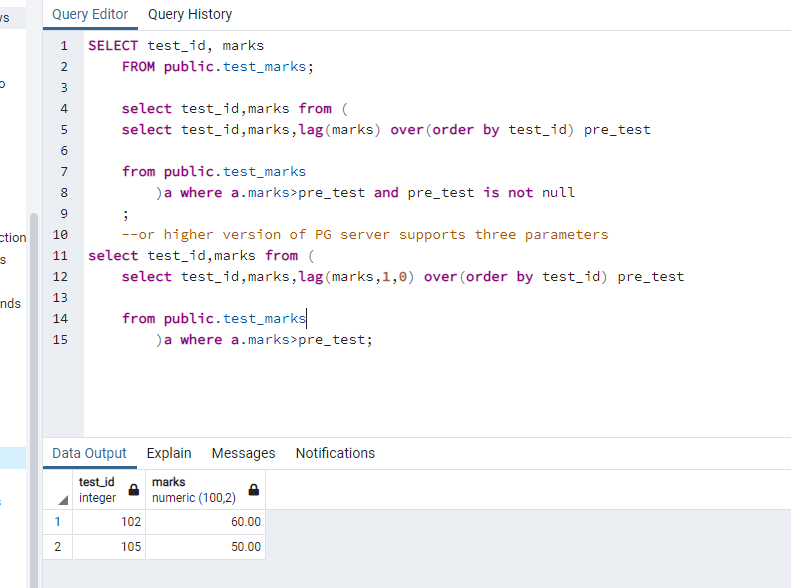 ys
Query Editor Query History
1 SELECT test_id, marks
2 FROM public.test_marks;
3
o
4 select test_id,marks from (
5 select test_id,marks,lag(marks) over(order by test_id) pre_test
6
7 from public.test_marks
8 )a where a.marks>pre_test and pre_test is not null
9 ;
ction
10 --or higher version of PG server supports three parameters
s
11 select test_id,marks from (
12 select test_id,marks,lag(marks,1,0) over(order by test_id) pre_test
nds
13
14 from public.test_marks
15 )a where a.marks>pre_test;
Data Output Explain Messages Notifications
test_id marks
integer numeric (100,2)
1 102 60.00
2 105 50.00